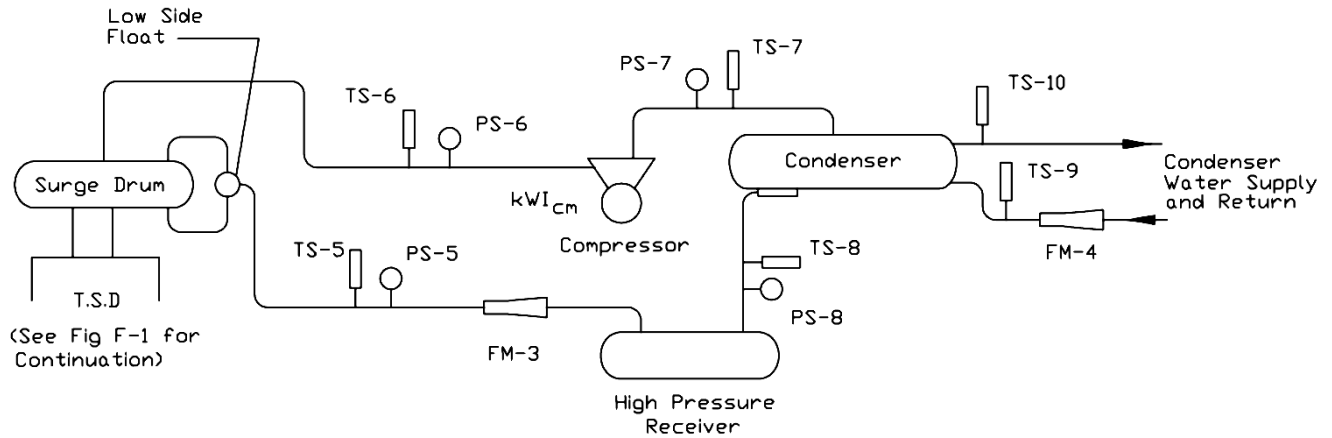 Low Side
Float
TS-6
PS-6
PS-7
TS-7
TS-10
Surge Drum
kWI cm
Compressor
Condenser
TS-9
Condenser
Water Supply
and Return
FM-4
TS-5
PS-5
TS-8
PS-8
T.S.D
(See Fig F-1 for
Continuation)
FM-3
High Pressure
Receiver